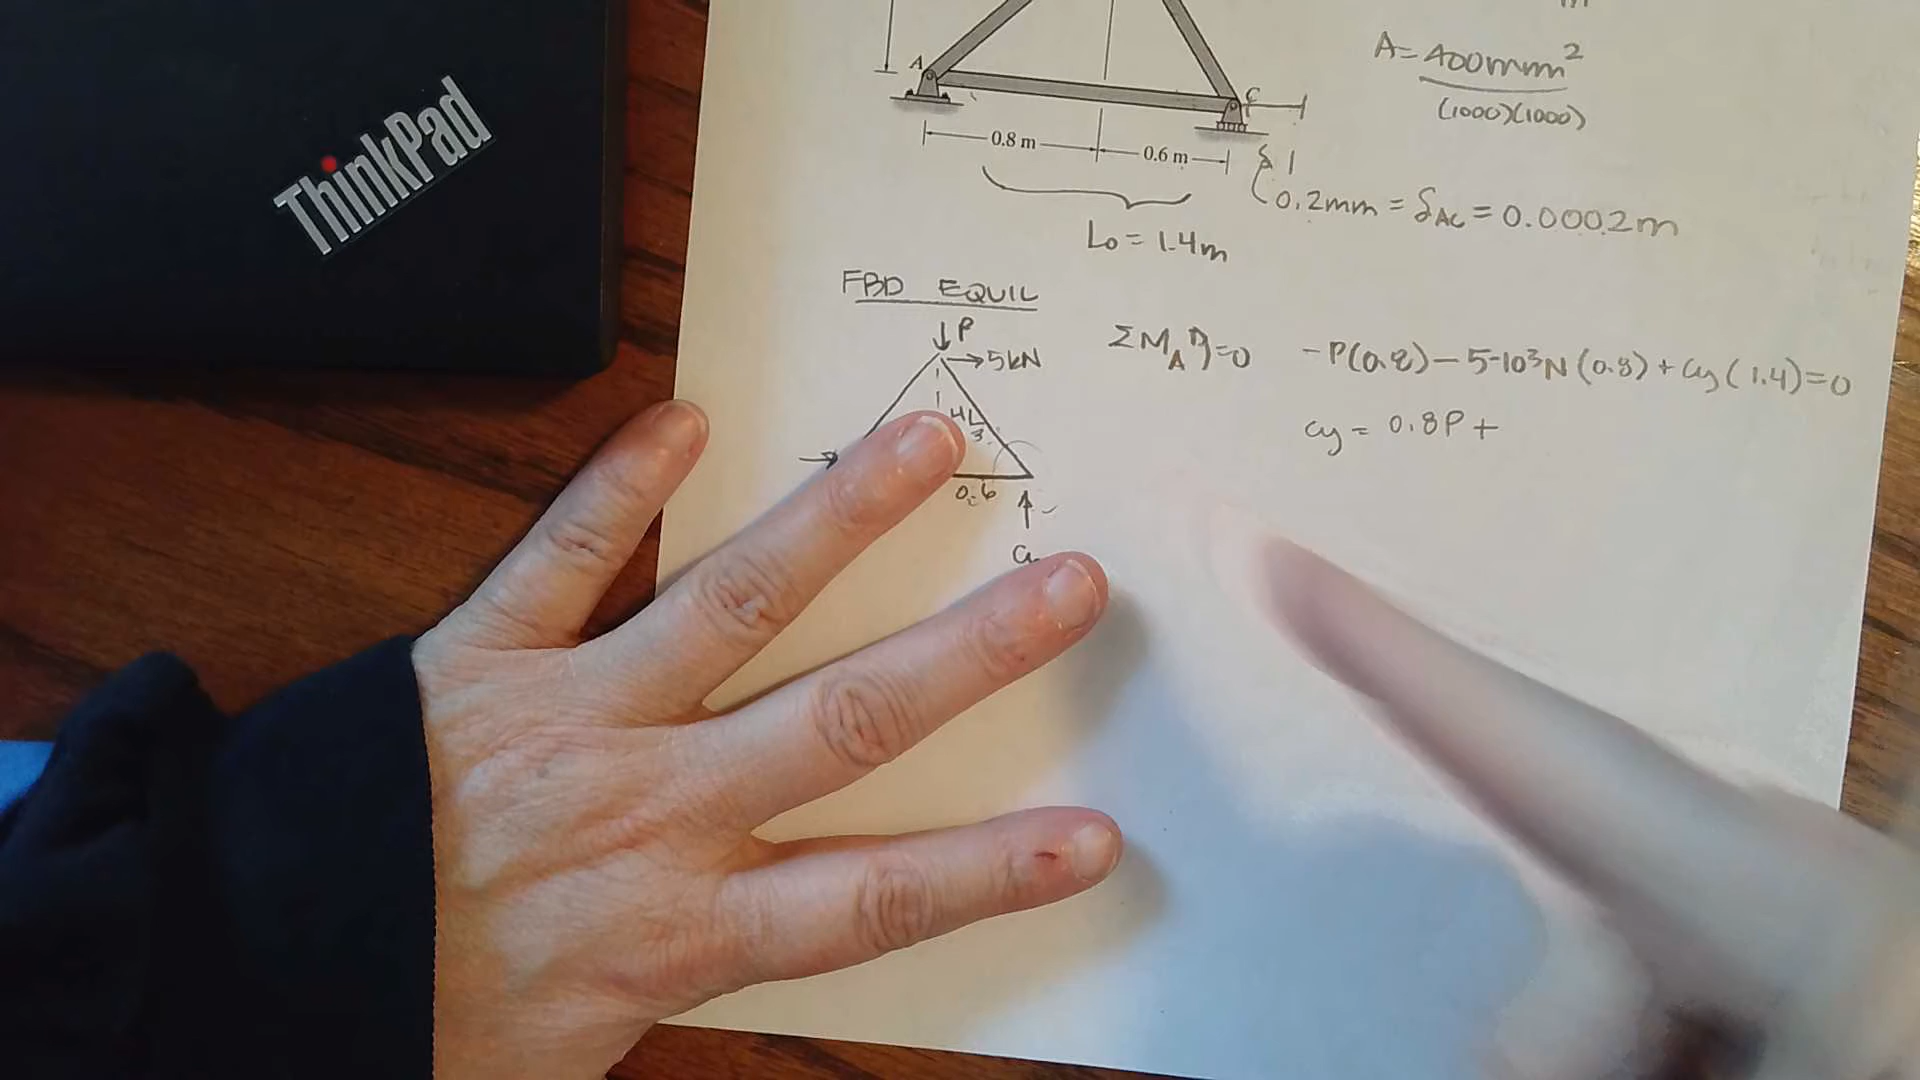 ThinkPad
m
A = 400mm²
(1000)(1000)
A
C
0.8 m
0.6 m
0.2mm = δAC = 0.0002m
L₀ = 1.4m
FBD EQUIL
P
5kN
4
3
0.6
ΣMA = 0
-P(0.8) - 5·10³N (0.8) + Cy (1.4) = 0
Cy = 0.8P +